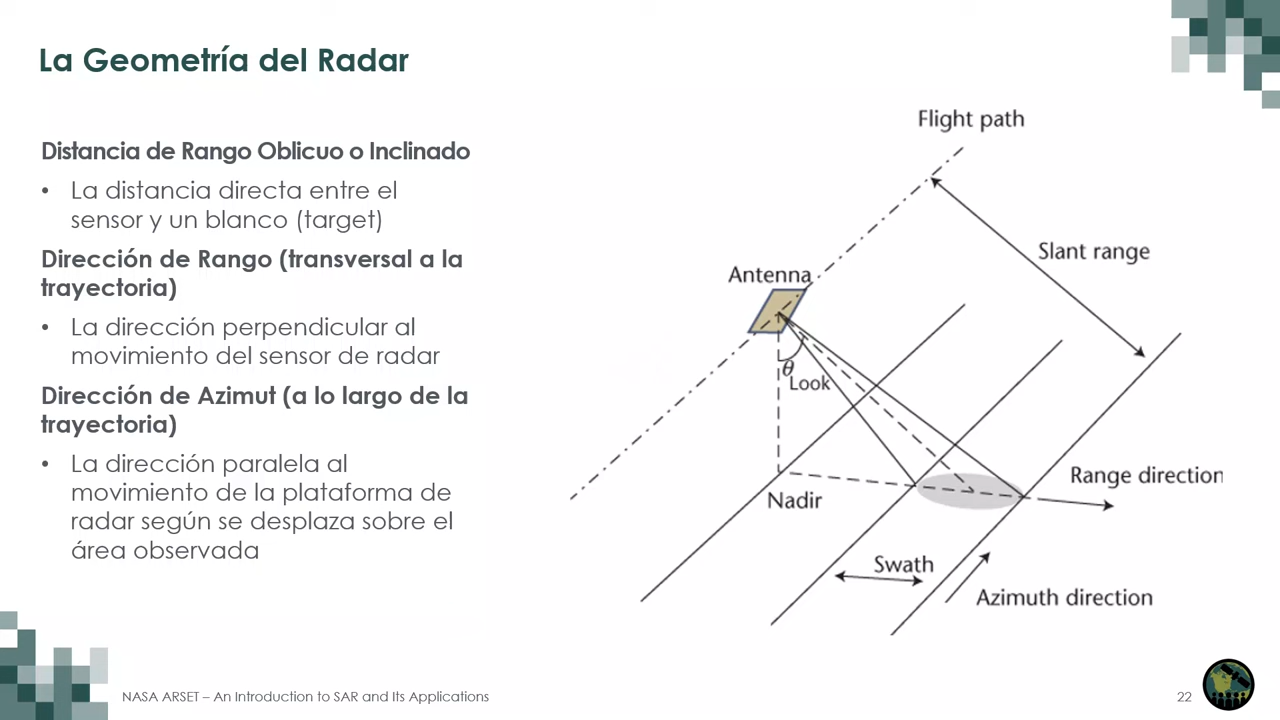 La Geometría del Radar
Distancia de Rango Oblicuo o Inclinado
• La distancia directa entre el
sensor y un blanco (target)
Dirección de Rango (transversal a la
trayectoria)
• La dirección perpendicular al
movimiento del sensor de radar
Dirección de Azimut (a lo largo de la
trayectoria)
• La dirección paralela al
movimiento de la plataforma de
radar según se desplaza sobre el
área observada
Flight path
Slant range
Antenna
θ
Look
Range direction
Nadir
Swath
Azimuth direction
NASA ARSET – An Introduction to SAR and Its Applications
22